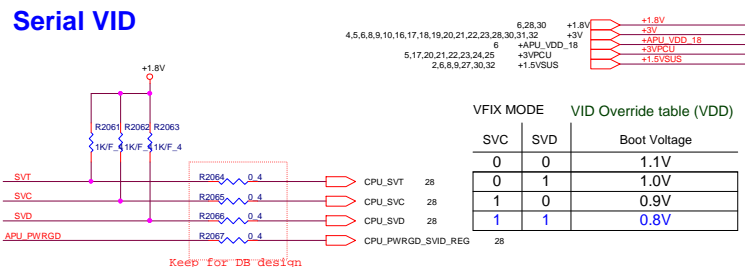 Serial VID
6,28,30 +1.8V +1.8V
4,5,6,8,9,10,16,17,18,19,20,21,22,23,28,30,31,32 +3V +3V
6 +APU_VDD_18 +APU_VDD_18
5,17,20,21,22,23,24,25 +3VPCU +3VPCU
2,6,8,9,27,30,32 +1.5VSUS +1.5VSUS
+1.8V
VFIX MODE VID Override table (VDD)
R2061 R2062 R2063
1K/F_4 1K/F_4 1K/F_4
SVC SVD Boot Voltage
0 0 1.1V
0 1 1.0V
1 0 0.9V
1 1 0.8V
SVT R2064 0_4 CPU_SVT 28
SVC R2065 0_4 CPU_SVC 28
SVD R2066 0_4 CPU_SVD 28
APU_PWRGD R2067 0_4 CPU_PWRGD_SVID_REG 28
Keep for DB design